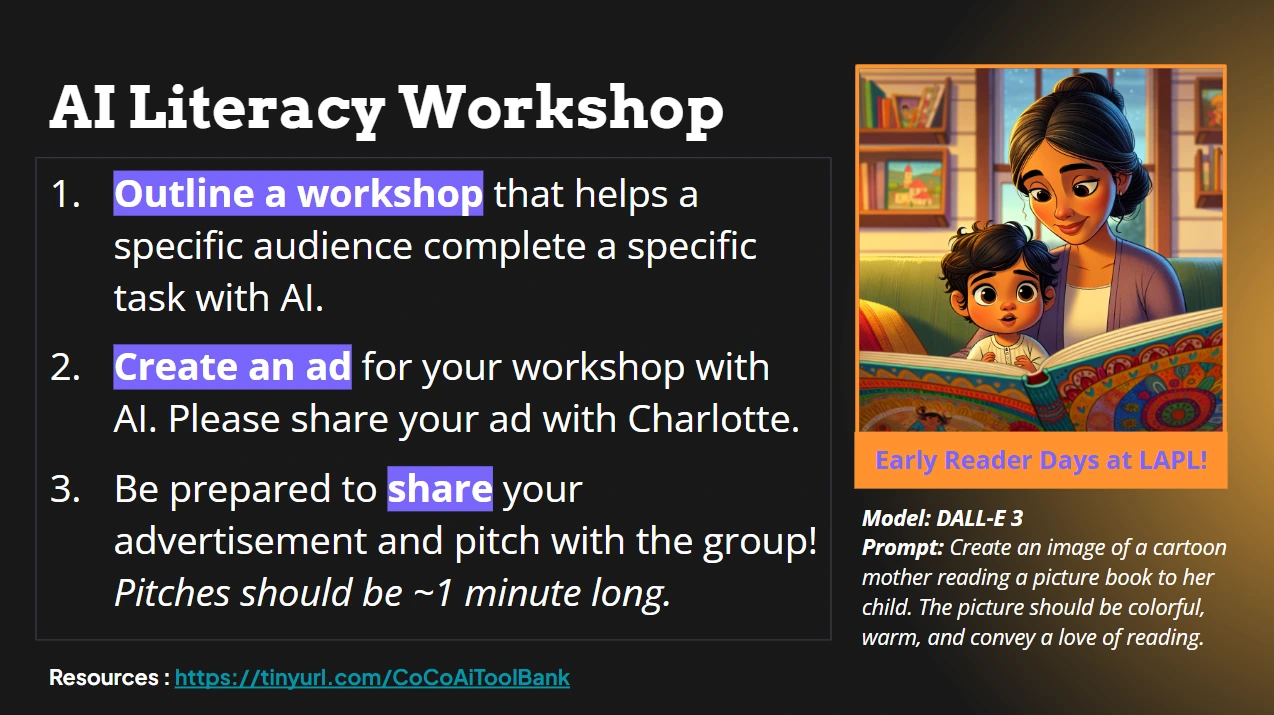 AI Literacy Workshop
1. Outline a workshop that helps a
specific audience complete a specific
task with AI.
2. Create an ad for your workshop with
AI. Please share your ad with Charlotte.
3. Be prepared to share your
advertisement and pitch with the group!
Pitches should be ~1 minute long.
Resources : https://tinyurl.com/CoCoAiToolBank
Early Reader Days at LAPL!
Model: DALL-E 3
Prompt: Create an image of a cartoon
mother reading a picture book to her
child. The picture should be colorful,
warm, and convey a love of reading.